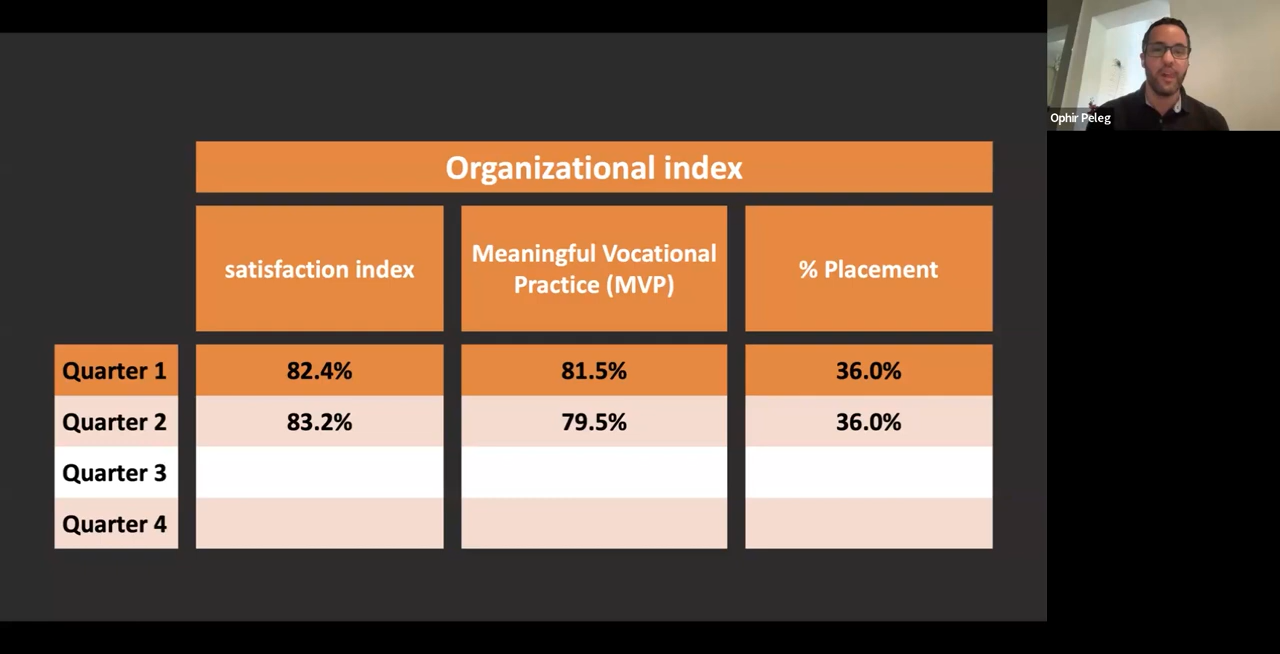 Organizational index
satisfaction index
Meaningful Vocational
Practice (MVP)
% Placement
Quarter 1 82.4% 81.5% 36.0%
Quarter 2 83.2% 79.5% 36.0%
Quarter 3
Quarter 4
Ophir Peleg